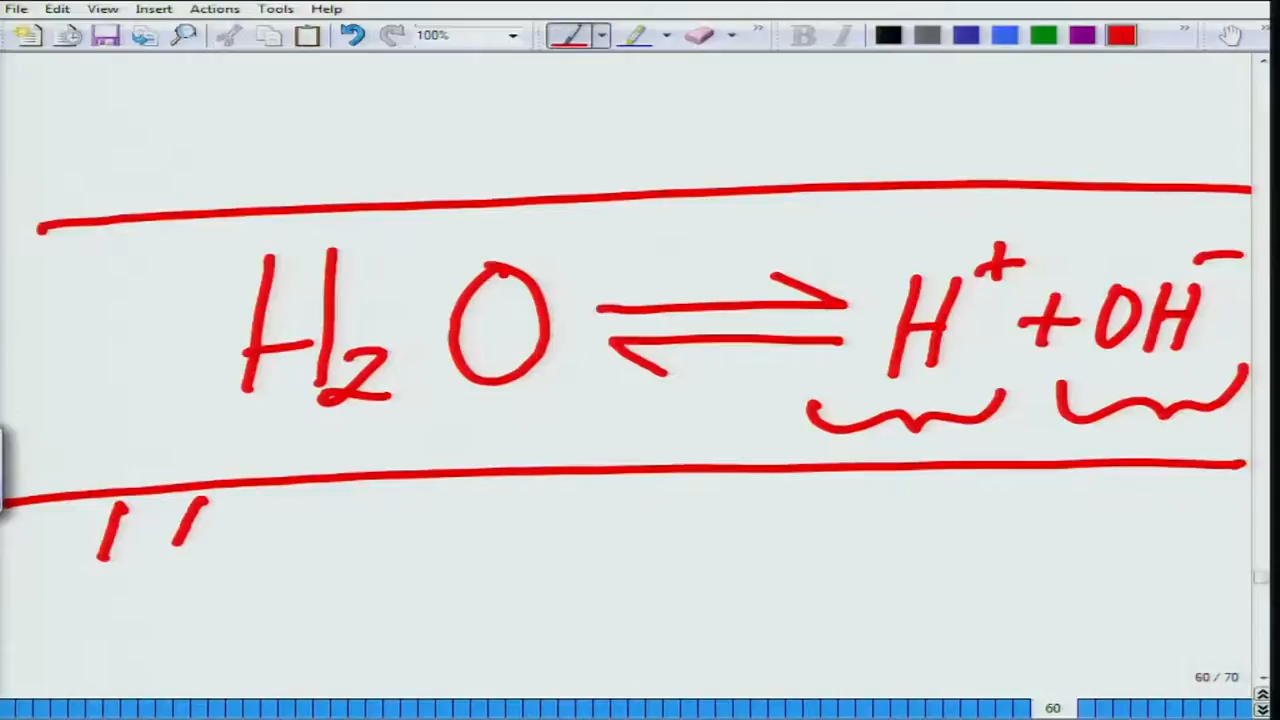 File Edit View Insert Actions Tools Help
100%
H₂O ⇌ H⁺ + OH⁻
60 / 70
60